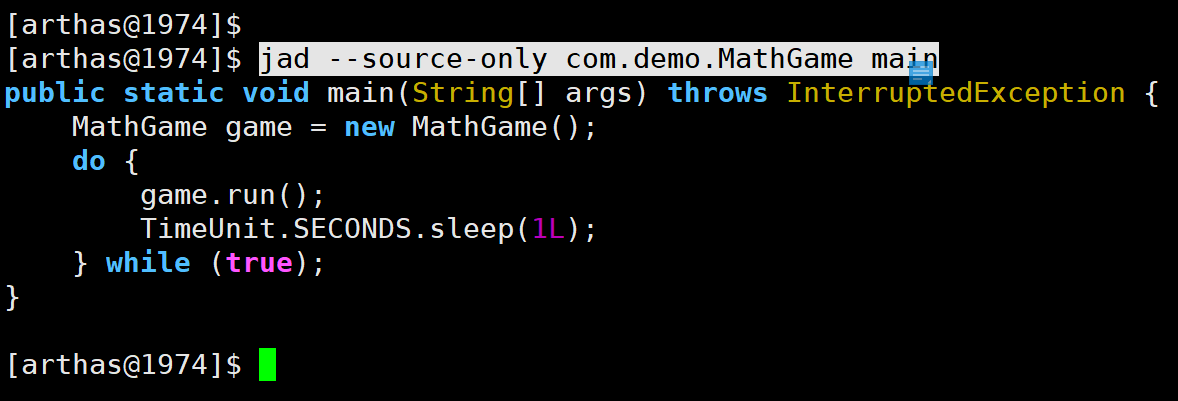 [arthas@1974]$
[arthas@1974]$ jad --source-only com.demo.MathGame main
public static void main(String[] args) throws InterruptedException {
    MathGame game = new MathGame();
    do {
        game.run();
        TimeUnit.SECONDS.sleep(1L);
    } while (true);
}
[arthas@1974]$